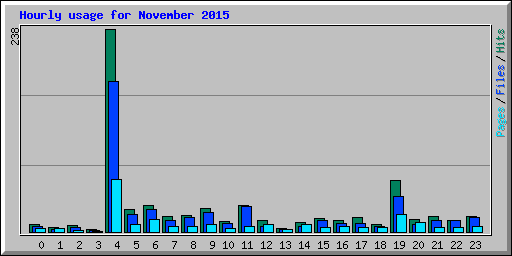 Hourly usage for November 2015
238
Pages/Files/Hits
0 1 2 3 4 5 6 7 8 9 10 11 12 13 14 15 16 17 18 19 20 21 22 23